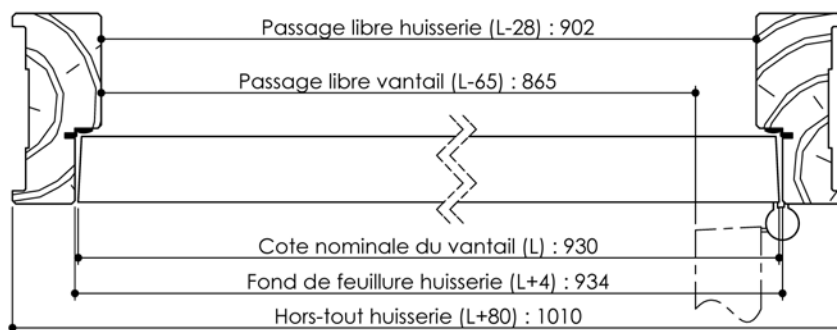 Passage libre huisserie (L-28) : 902
Passage libre vantail (L-65) : 865
Cote nominale du vantail (L) : 930
Fond de feuillure huisserie (L+4) : 934
Hors-tout huisserie (L+80) : 1010